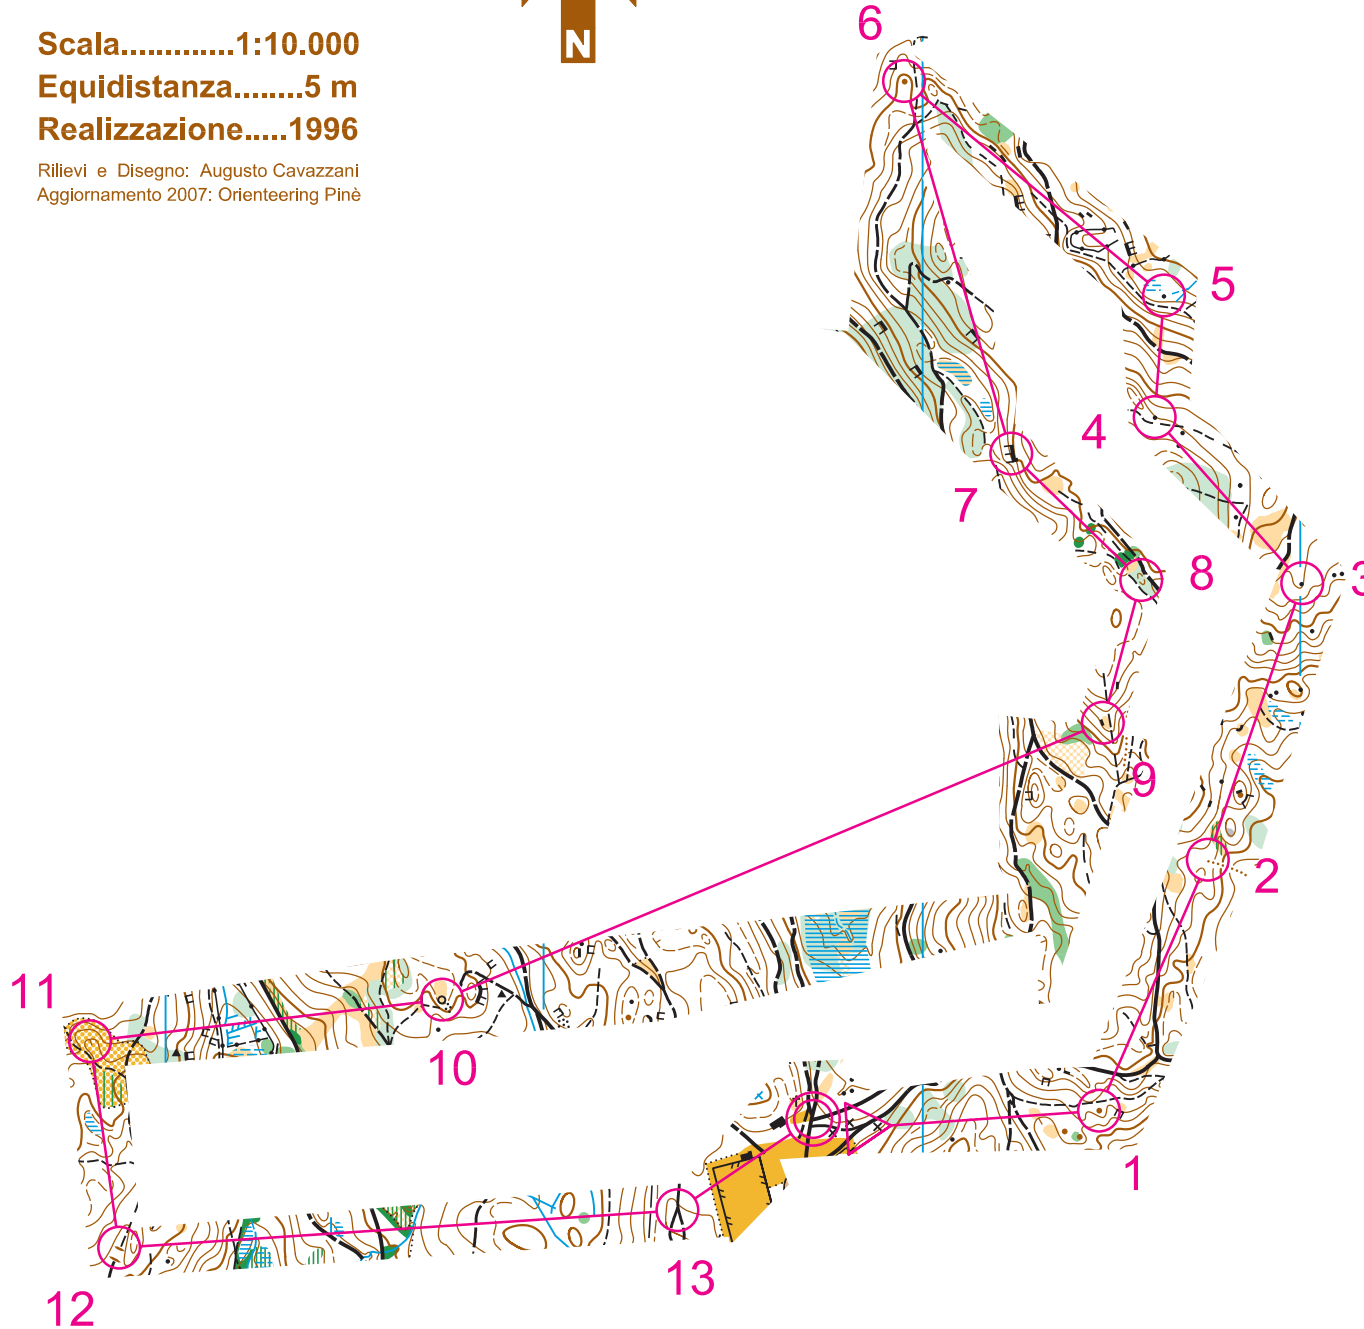 Scala.............1:10.000
Equidistanza........5 m
Realizzazione.....1996
Rilievi e Disegno: Augusto Cavazzani
Aggiornamento 2007: Orienteering Pinè
N
6
5
4
7
8
3
9
2
11
10
1
13
12